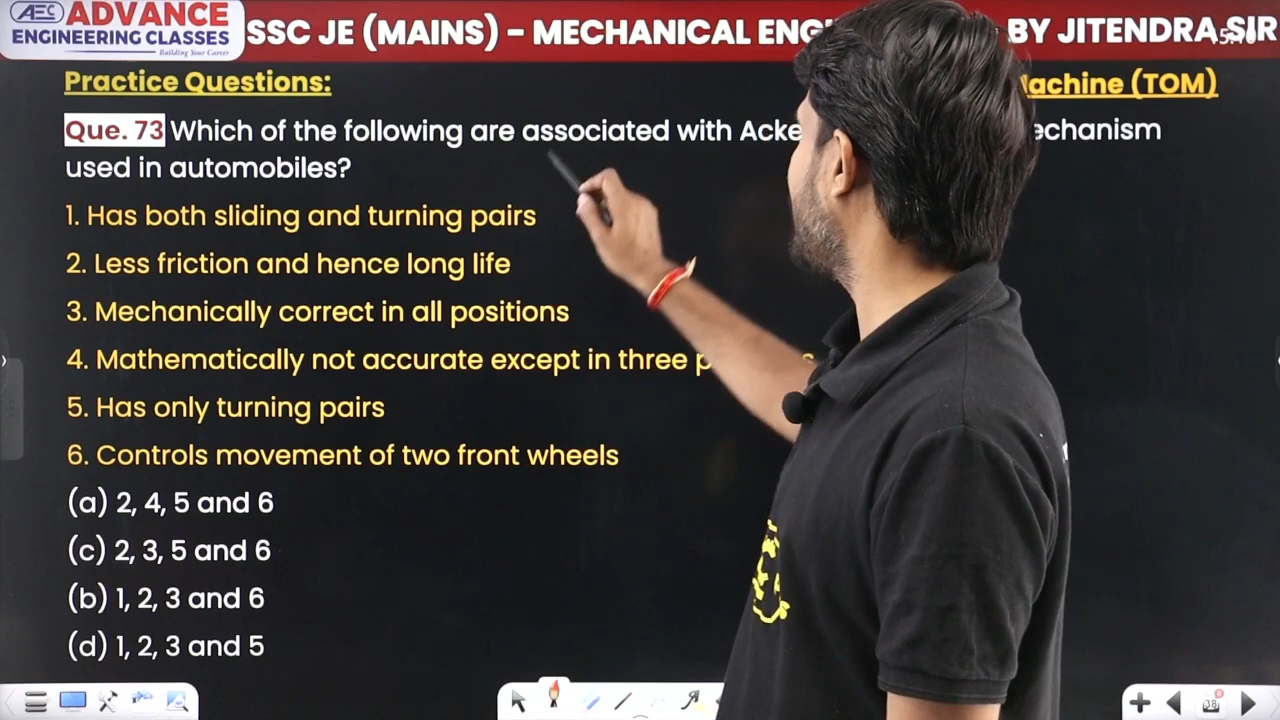 AEC ADVANCE
ENGINEERING CLASSES
Building Your Career
SSC JE (MAINS) - MECHANICAL ENG BY JITENDRA SIR
Practice Questions: achine (TOM)
Que. 73 Which of the following are associated with Acke echanism
used in automobiles?
1. Has both sliding and turning pairs
2. Less friction and hence long life
3. Mechanically correct in all positions
4. Mathematically not accurate except in three p s
5. Has only turning pairs
6. Controls movement of two front wheels
(a) 2, 4, 5 and 6
(c) 2, 3, 5 and 6
(b) 1, 2, 3 and 6
(d) 1, 2, 3 and 5
38